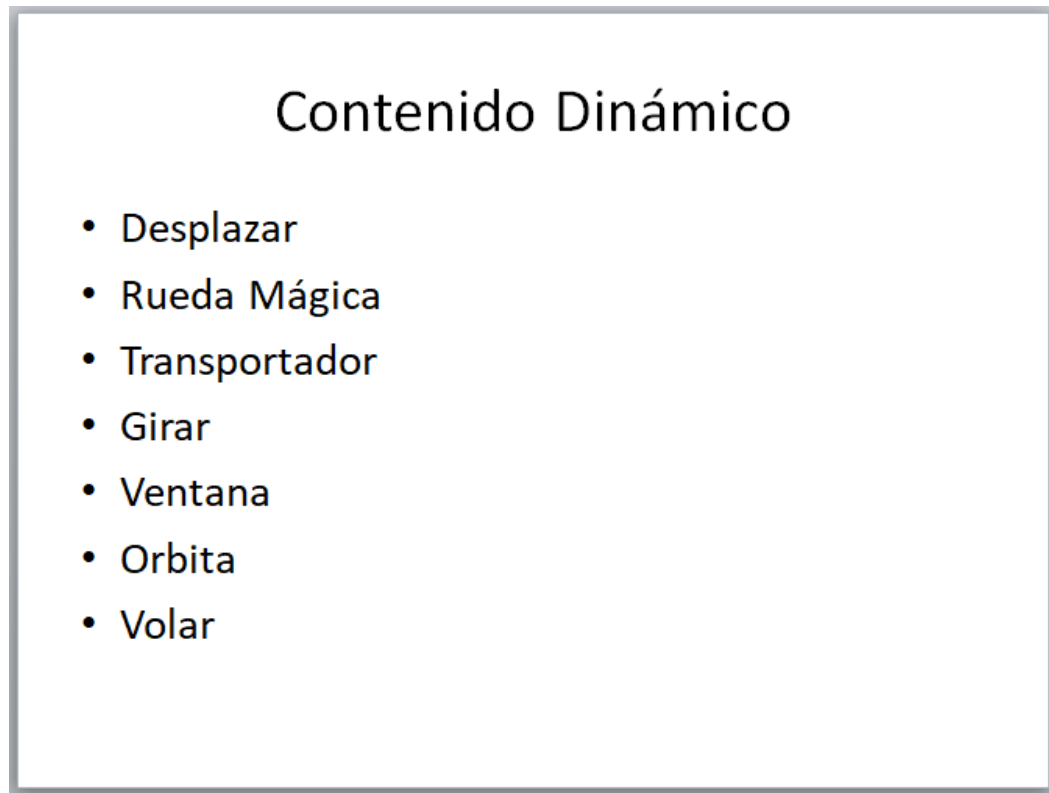 Contenido Dinámico
• Desplazar
• Rueda Mágica
• Transportador
• Girar
• Ventana
• Orbita
• Volar